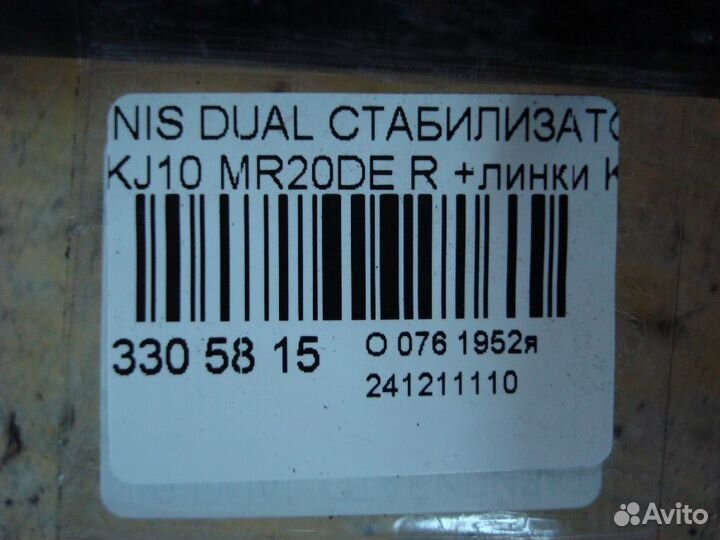 NIS DUAL СТАБИЛИЗАТО
KJ10 MR20DE R +линки К
330 58 15
О 076 1952я
241211110
Avito